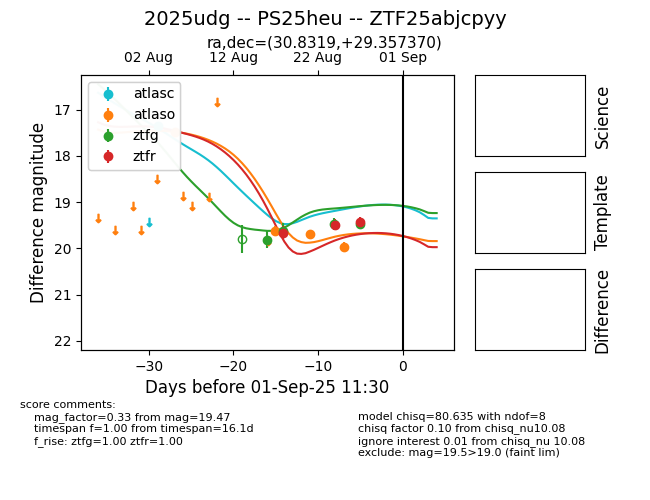 2025udg -- PS25heu -- ZTF25abjcpyy
ra,dec=(30.8319,+29.357370)
02 Aug 12 Aug 22 Aug 01 Sep
atlasc
atlaso
ztfg
ztfr
17
18
19
20
21
22
Difference magnitude
−30 −20 −10 0
Days before 01-Sep-25 11:30
Science
Template
Difference
score comments:
mag_factor=0.33 from mag=19.47
timespan f=1.00 from timespan=16.1d
f_rise: ztfg=1.00 ztfr=1.00
model chisq=80.635 with ndof=8
chisq factor 0.10 from chisq_nu10.08
ignore interest 0.01 from chisq_nu 10.08
exclude: mag=19.5>19.0 (faint lim)